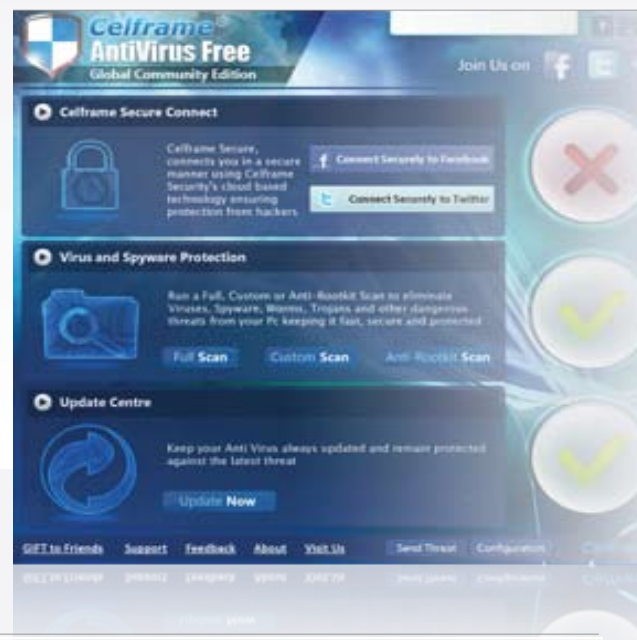 Celframe®
AntiVirus Free
Global Community Edition
Join Us on
Celframe Secure Connect
Celframe Secure,
connects you in a secure
manner using Celframe
Security's cloud based
technology ensuring
protection from hackers
Connect Securely to Facebook
Connect Securely to Twitter
Virus and Spyware Protection
Run a Full, Custom or Anti-Rootkit Scan to eliminate
Viruses, Spyware, Worms, Trojans and other dangerous
threats from your Pc keeping it fast, secure and protected
Full Scan Custom Scan Anti-Rootkit Scan
Update Centre
Keep your Anti Virus always updated and remain protected
against the latest threat
Update Now
GIFT to Friends Support Feedback About Visit Us Send Threat Configuration